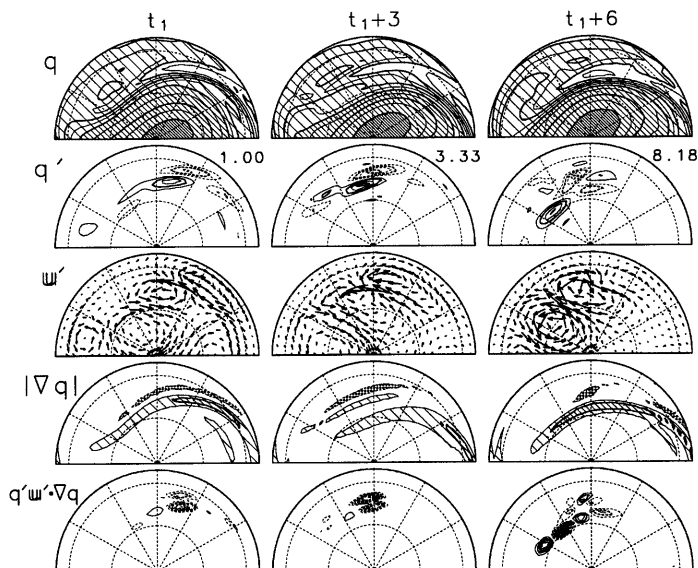 t₁ t₁+3 t₁+6
q
q′ 1.00 3.33 8.18
u′
|∇q|
q′u′·∇q